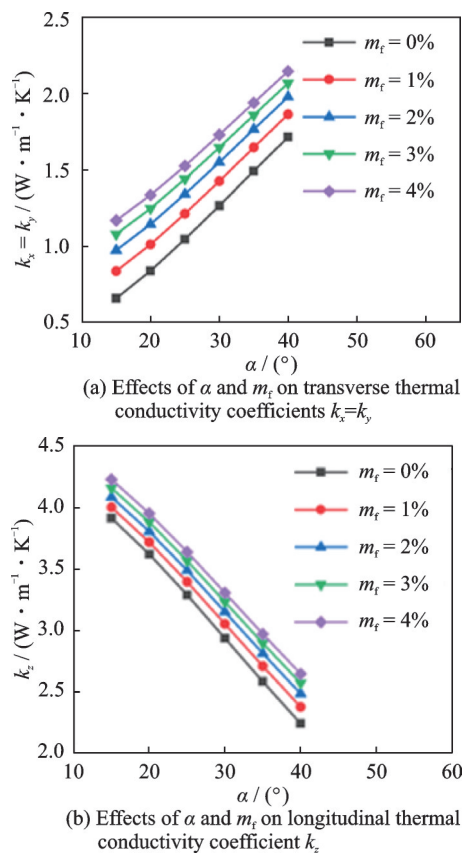 2.5
2.0
1.5
1.0
0.5
kx = ky / (W·m⁻¹·K⁻¹)
mf = 0%
mf = 1%
mf = 2%
mf = 3%
mf = 4%
10 20 30 40 50 60
α / (°)
(a) Effects of α and mf on transverse thermal
conductivity coefficients kx=ky
4.5
4.0
3.5
3.0
2.5
2.0
kz / (W·m⁻¹·K⁻¹)
mf = 0%
mf = 1%
mf = 2%
mf = 3%
mf = 4%
10 20 30 40 50 60
α / (°)
(b) Effects of α and mf on longitudinal thermal
conductivity coefficient kz